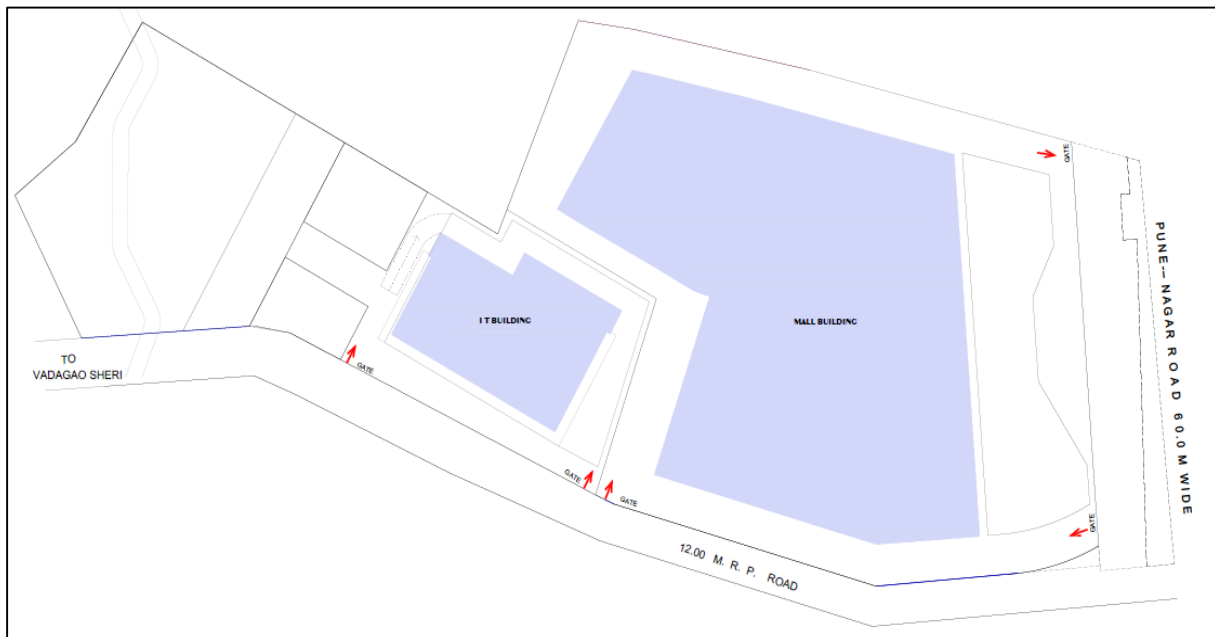 GATE
I T BUILDING
MALL BUILDING
PUNE--- NAGAR ROAD 60.0 M WIDE
TO
VADAGAO SHERI
GATE
GATE
GATE
GATE
12.00 M. R. P. ROAD